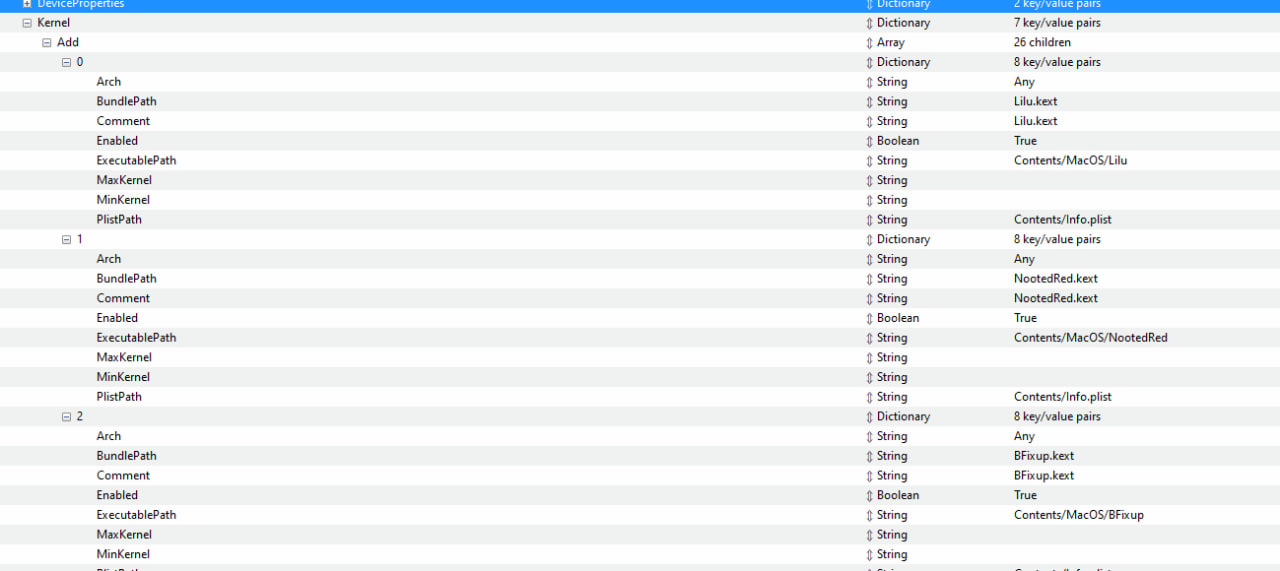 DeviceProperties Dictionary 2 key/value pairs
Kernel Dictionary 7 key/value pairs
Add Array 26 children
0 Dictionary 8 key/value pairs
Arch String Any
BundlePath String Lilu.kext
Comment String Lilu.kext
Enabled Boolean True
ExecutablePath String Contents/MacOS/Lilu
MaxKernel String
MinKernel String
PlistPath String Contents/Info.plist
1 Dictionary 8 key/value pairs
Arch String Any
BundlePath String NootedRed.kext
Comment String NootedRed.kext
Enabled Boolean True
ExecutablePath String Contents/MacOS/NootedRed
MaxKernel String
MinKernel String
PlistPath String Contents/Info.plist
2 Dictionary 8 key/value pairs
Arch String Any
BundlePath String BFixup.kext
Comment String BFixup.kext
Enabled Boolean True
ExecutablePath String Contents/MacOS/BFixup
MaxKernel String
MinKernel String